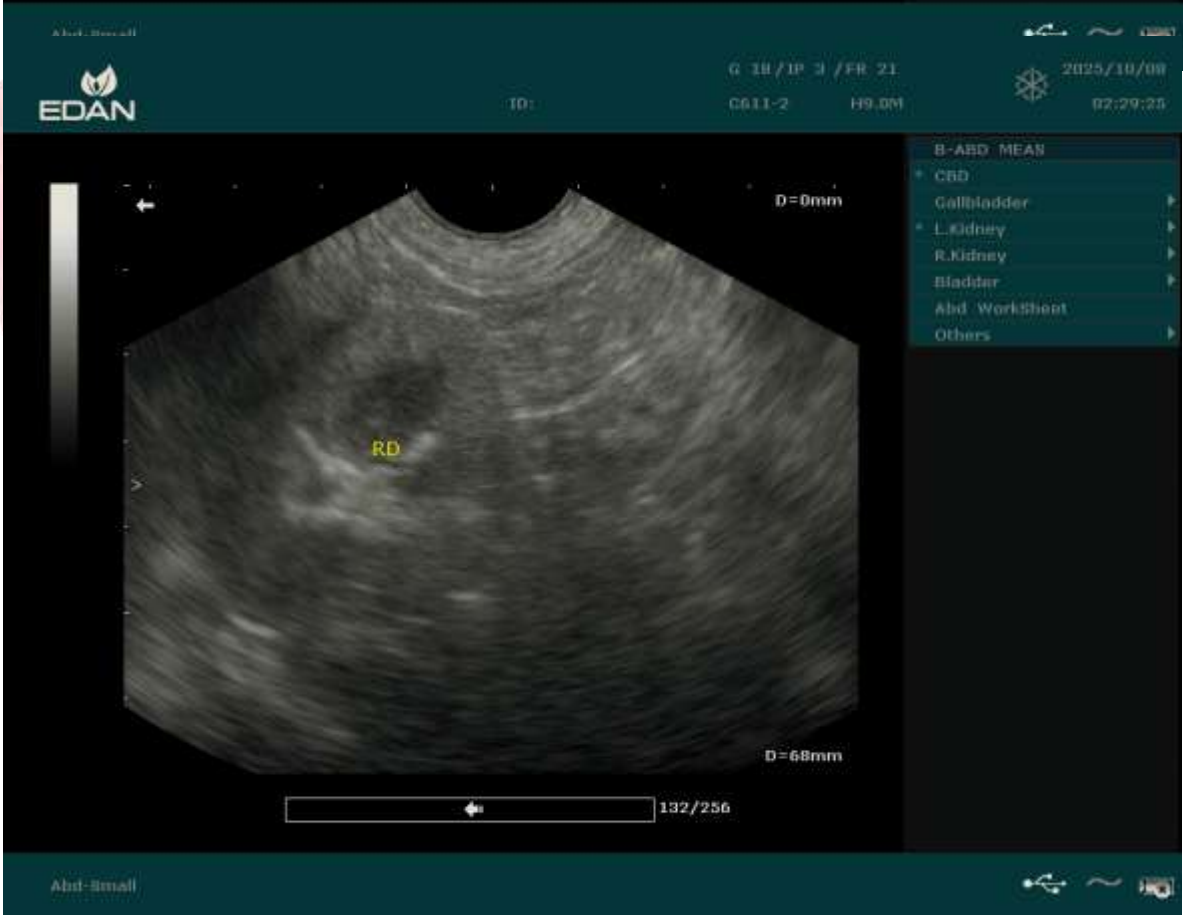 Abd-Small
EDAN
ID:
G 18/IP 3 /FR 21
C611-2 H9.0M
2025/10/08
02:29:25
B-ABD MEAS
CBD
Gallbladder
L.Kidney
R.Kidney
Bladder
Abd WorkSheet
Others
D=0mm
RD
D=68mm
132/256
Abd-Small